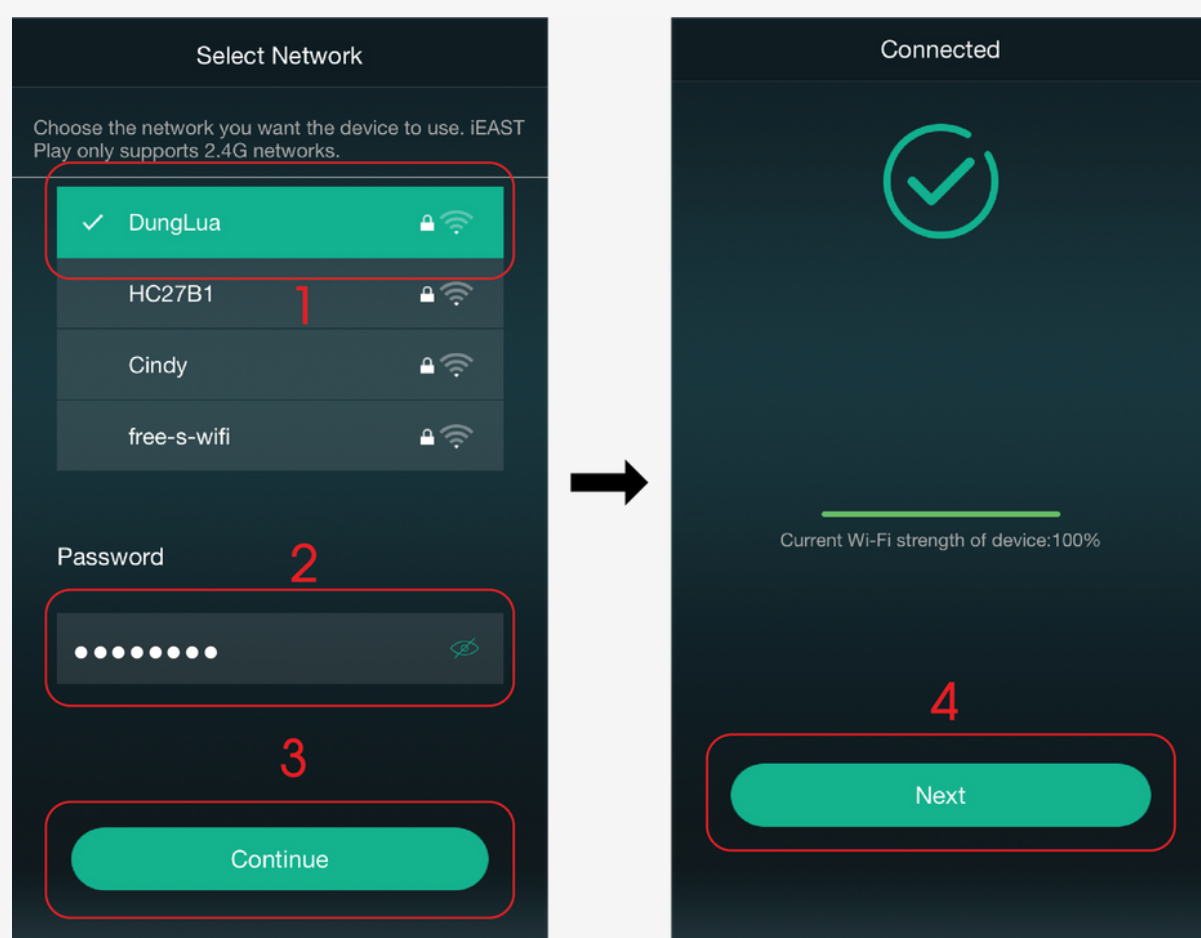 Select Network
Choose the network you want the device to use. iEAST
Play only supports 2.4G networks.
DungLua
HC27B1
1
Cindy
free-s-wifi
Password
2
●●●●●●●●
3
Continue
Connected
Current Wi-Fi strength of device:100%
4
Next